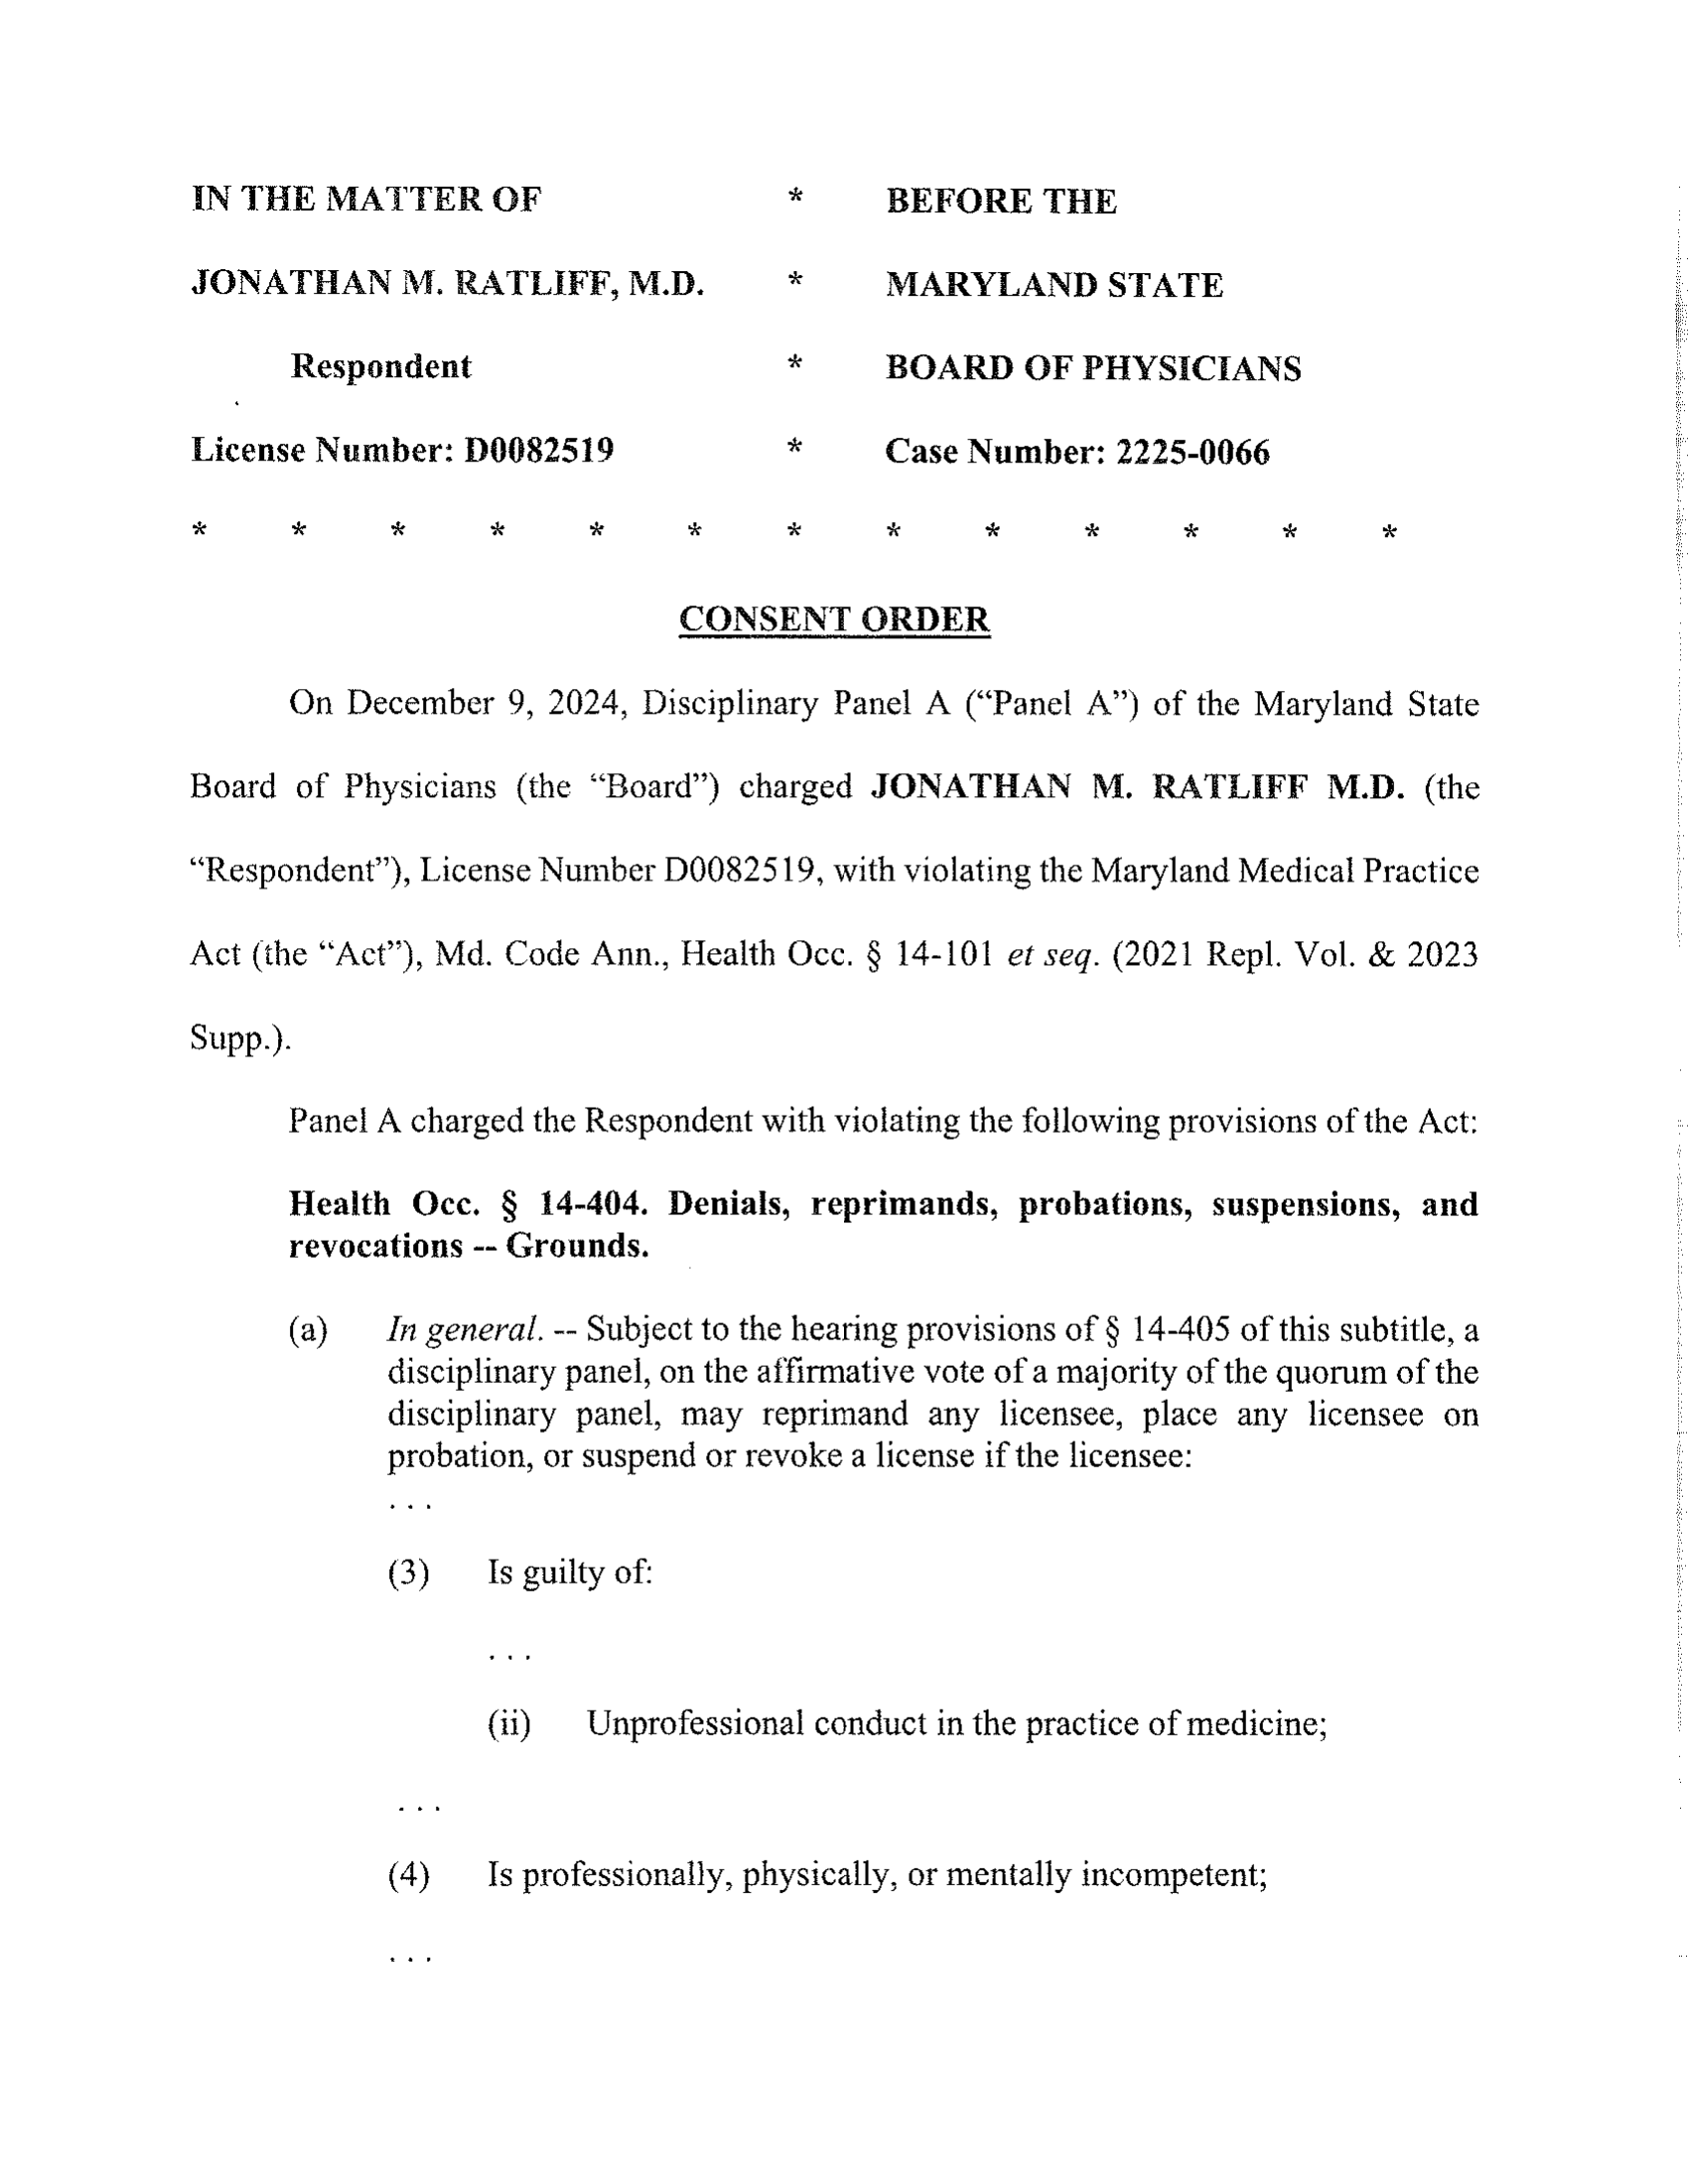 IN THE MATTER OF * BEFORE THE
JONATHAN M. RATLIFF, M.D. * MARYLAND STATE
Respondent * BOARD OF PHYSICIANS
License Number: D0082519 * Case Number: 2225-0066
* * * * * * * * * * * * *
CONSENT ORDER
On December 9, 2024, Disciplinary Panel A (“Panel A”) of the Maryland State
Board of Physicians (the “Board”) charged JONATHAN M. RATLIFF M.D. (the
“Respondent”), License Number D0082519, with violating the Maryland Medical Practice
Act (the “Act”), Md. Code Ann., Health Occ. § 14-101 et seq. (2021 Repl. Vol. & 2023
Supp.).
Panel A charged the Respondent with violating the following provisions of the Act:
Health Occ. § 14-404. Denials, reprimands, probations, suspensions, and
revocations -- Grounds.
(a) In general. -- Subject to the hearing provisions of § 14-405 of this subtitle, a
disciplinary panel, on the affirmative vote of a majority of the quorum of the
disciplinary panel, may reprimand any licensee, place any licensee on
probation, or suspend or revoke a license if the licensee:
. . .
(3) Is guilty of:
. . .
(ii) Unprofessional conduct in the practice of medicine;
. . .
(4) Is professionally, physically, or mentally incompetent;
. . .